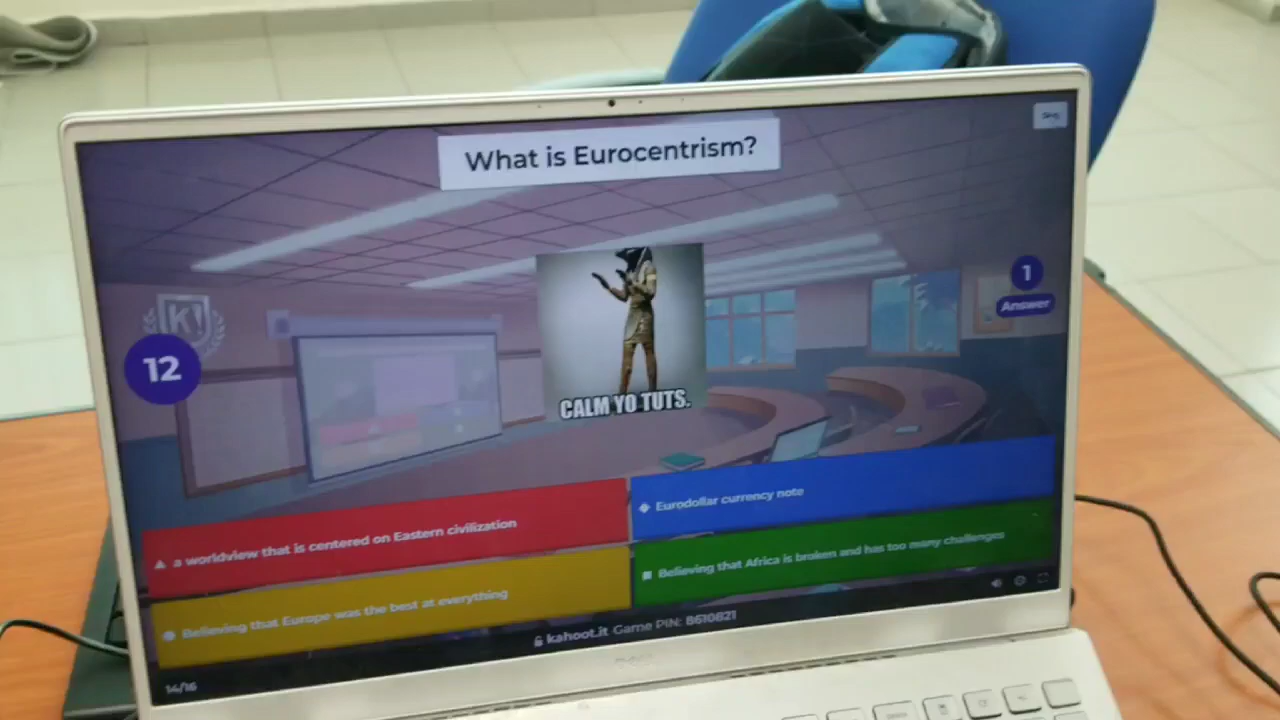 What is Eurocentrism?
Skip
K!
12
1
Answer
CALM YO TUTS.
a worldview that is centered on Eastern civilization
Eurodollar currency note
Believing that Europe was the best at everything
Believing that Africa is broken and has too many challenges
kahoot.it Game PIN: 8610821
14/16